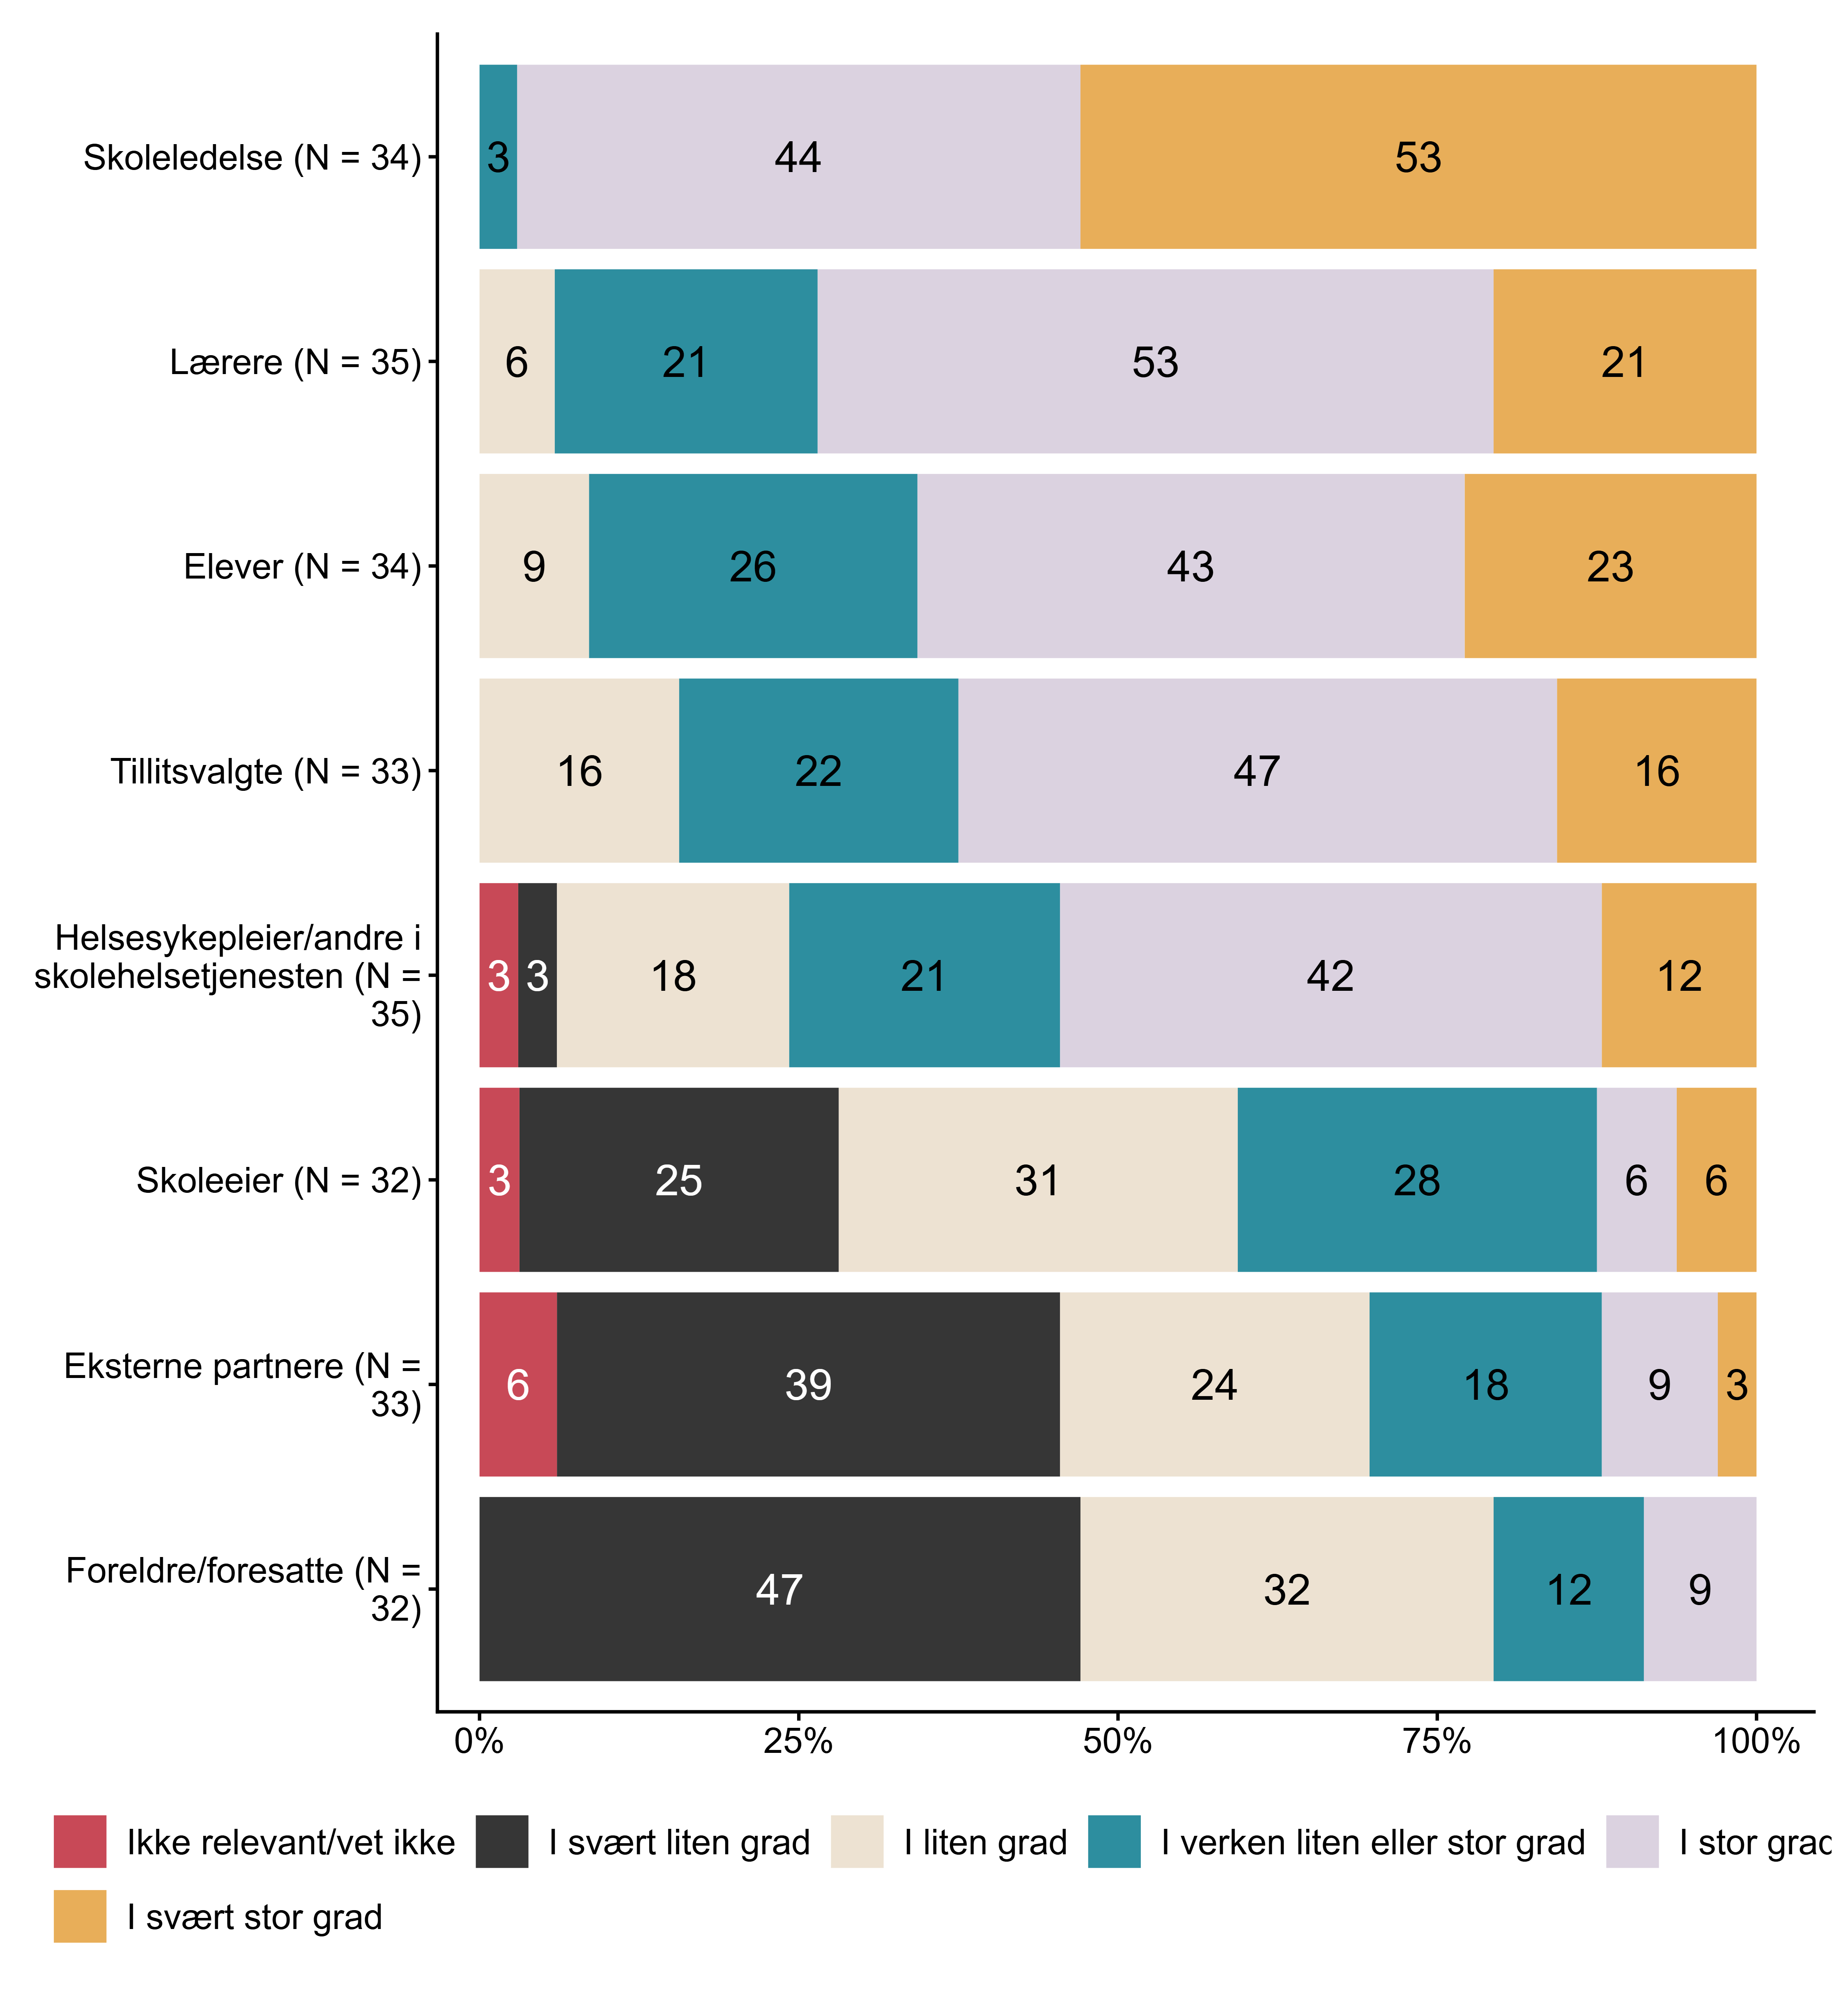 Skoleledelse (N = 34)
3 44 53
Lærere (N = 35)
6 21 53 21
Elever (N = 34)
9 26 43 23
Tillitsvalgte (N = 33)
16 22 47 16
Helsesykepleier/andre i
skolehelsetjenesten (N =
35)
3 3 18 21 42 12
Skoleeier (N = 32)
3 25 31 28 6 6
Eksterne partnere (N =
33)
6 39 24 18 9 3
Foreldre/foresatte (N =
32)
47 32 12 9
0% 25% 50% 75% 100%
Ikke relevant/vet ikke I svært liten grad I liten grad I verken liten eller stor grad I stor grad
I svært stor grad